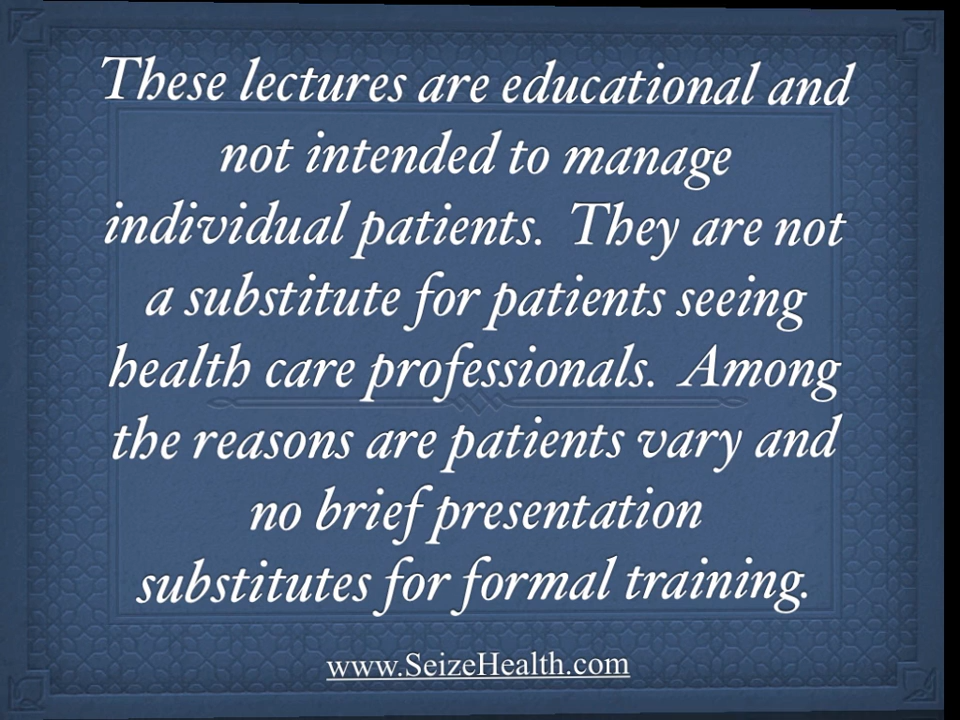 These lectures are educational and
not intended to manage
individual patients. They are not
a substitute for patients seeing
health care professionals. Among
the reasons are patients vary and
no brief presentation
substitutes for formal training.
www.SeizeHealth.com